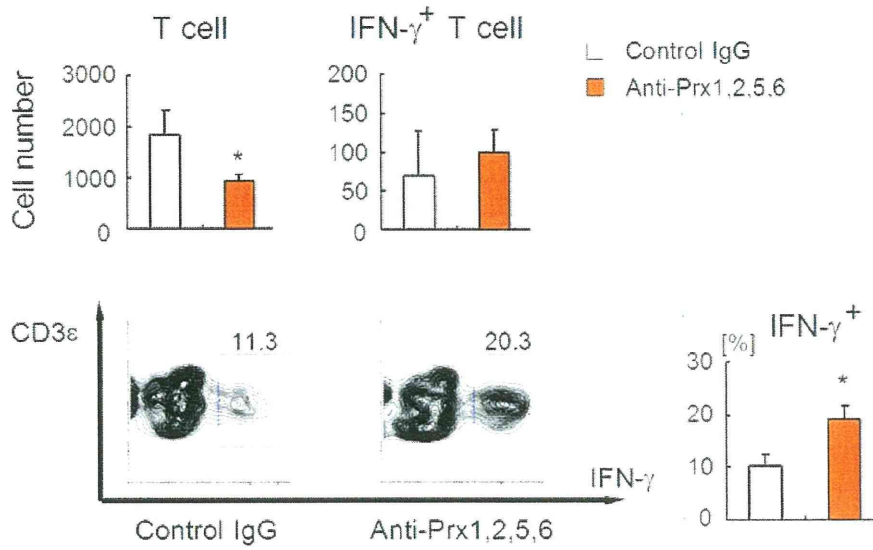 T cell
IFN-γ+ T cell
Control IgG
Anti-Prx1,2,5,6
Cell number
3000
2000
1000
0
*
200
150
100
50
0
CD3ε
11.3
20.3
IFN-γ
Control IgG
Anti-Prx1,2,5,6
IFN-γ+
[%]
30
20
10
0
*